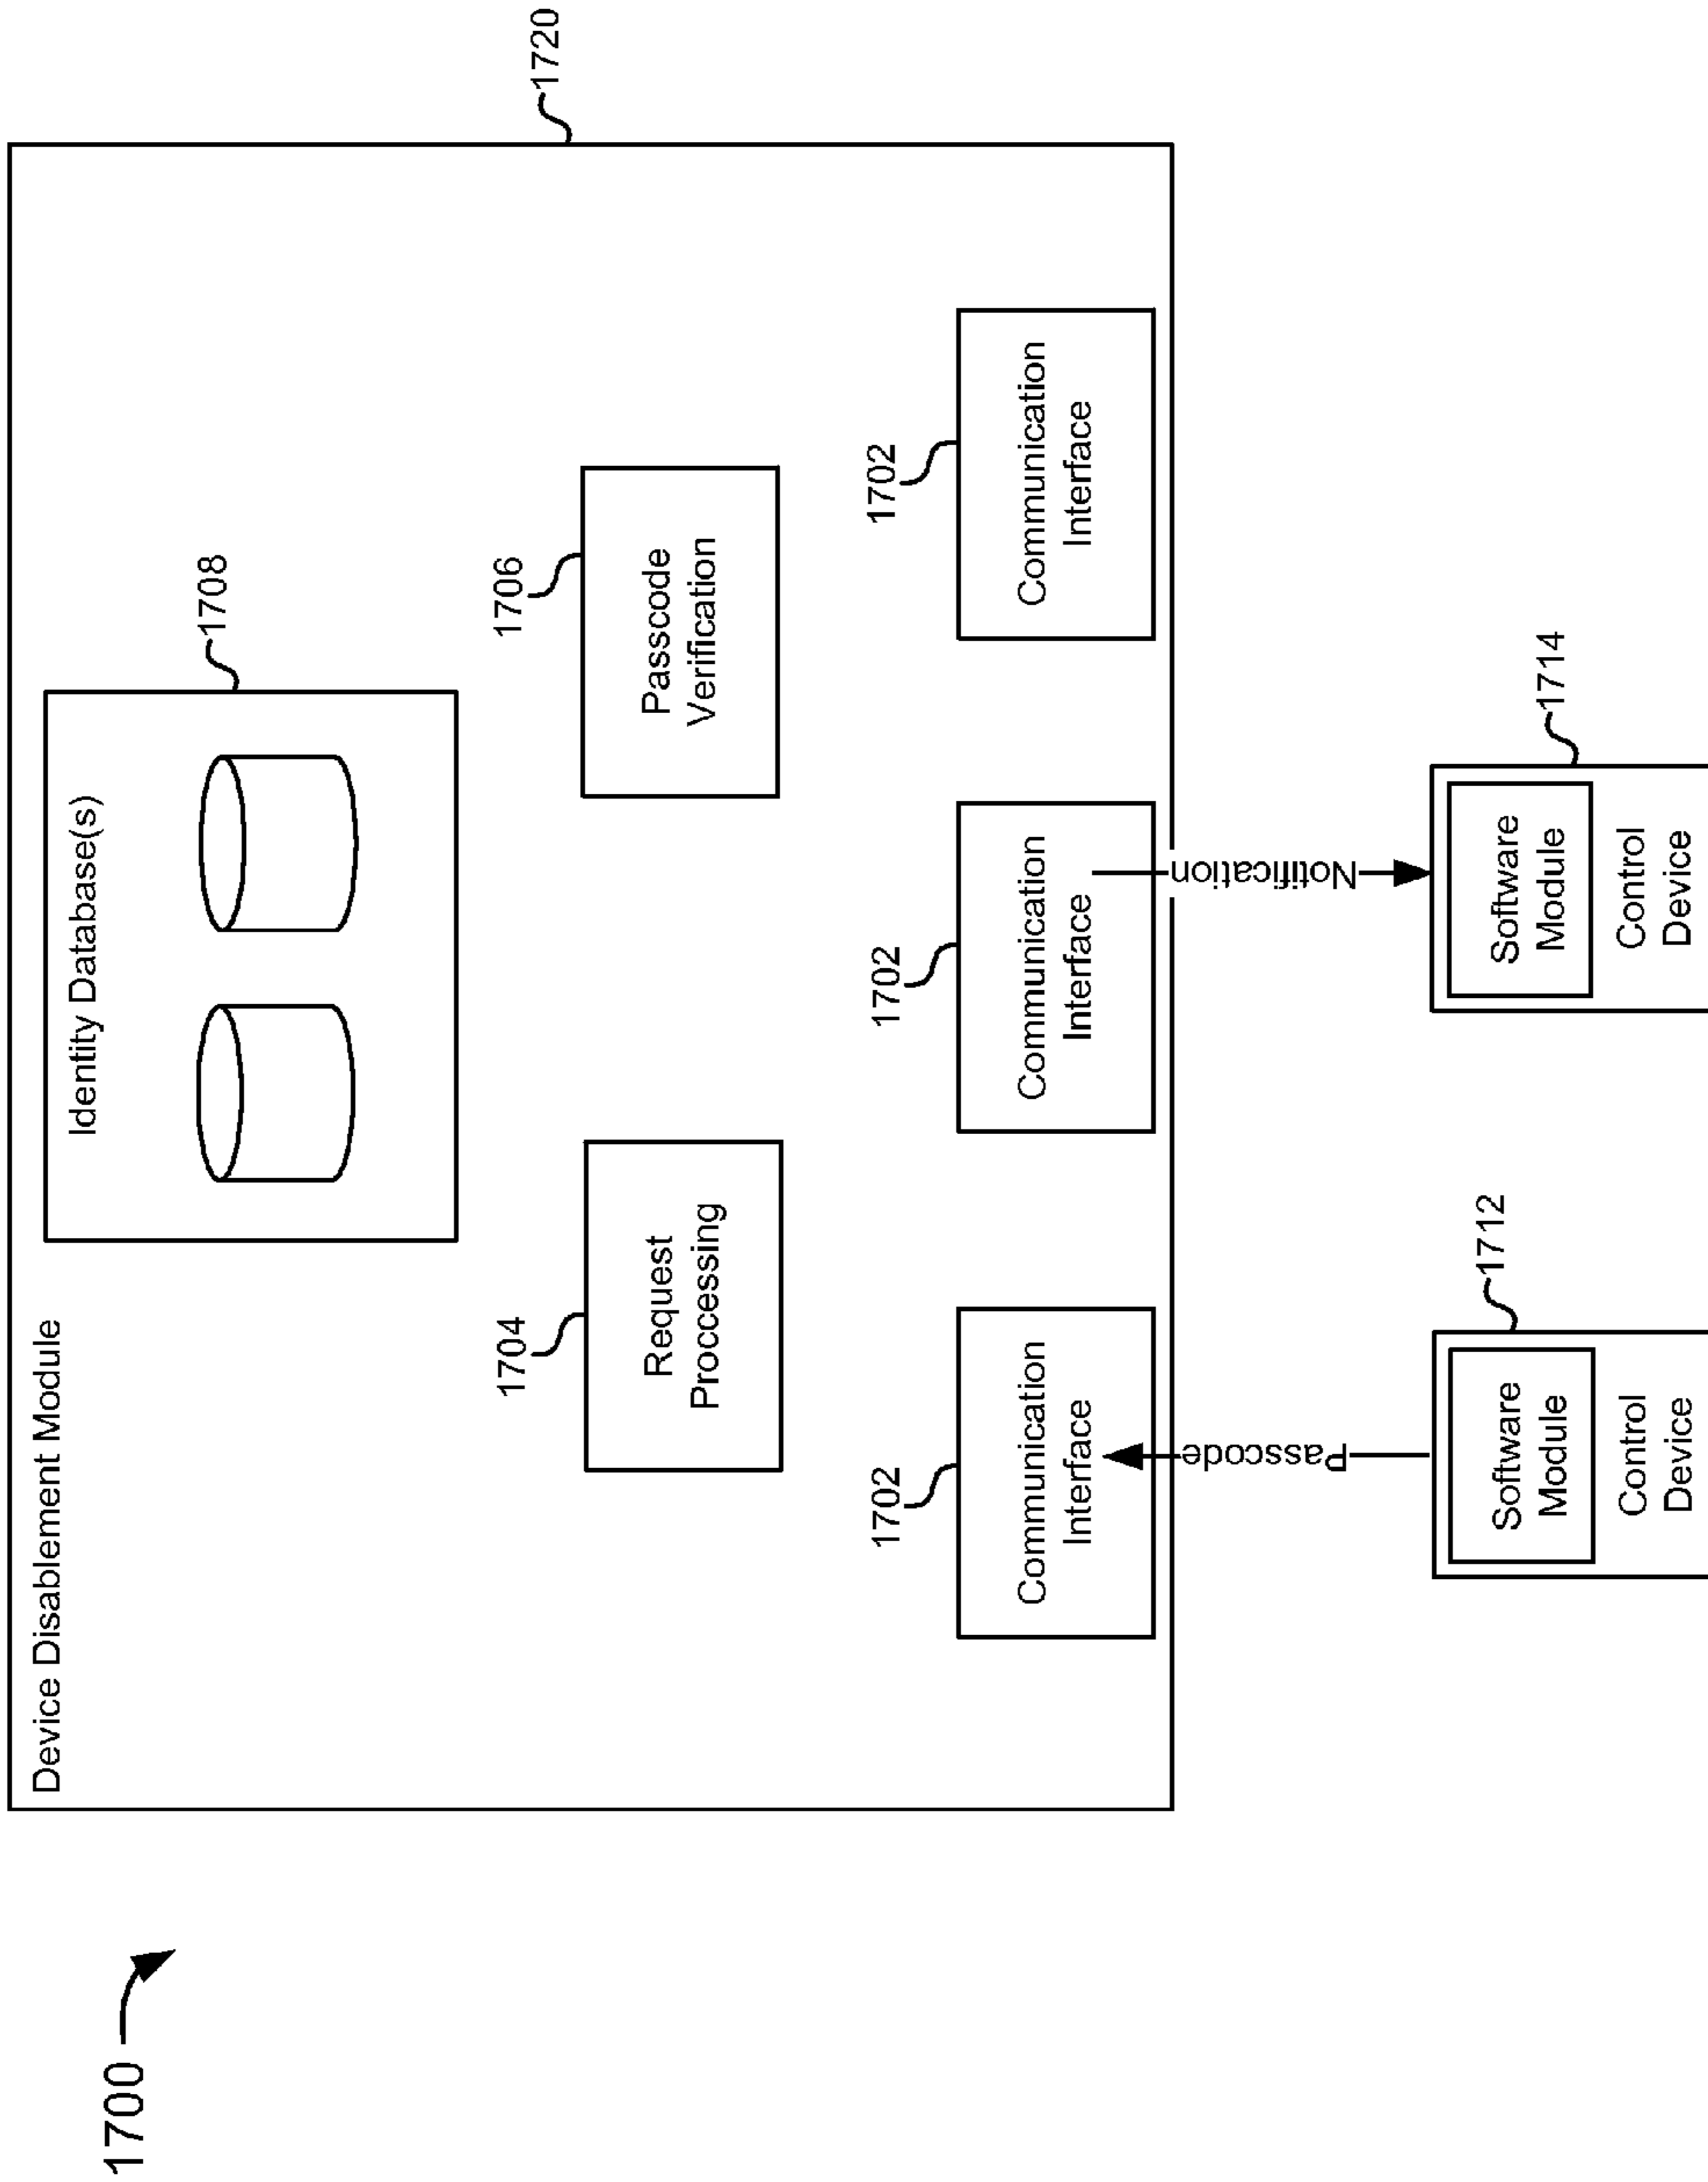 1700
Device Disablement Module
1720
Identity Database(s)
1708
1704
Request
Proccessing
1706
Passcode
Verification
1702
Communication
Interface
1702
Communication
Interface
1702
Communication
Interface
Passcode
Notification
1712
Software
Module
Control
Device
1714
Software
Module
Control
Device